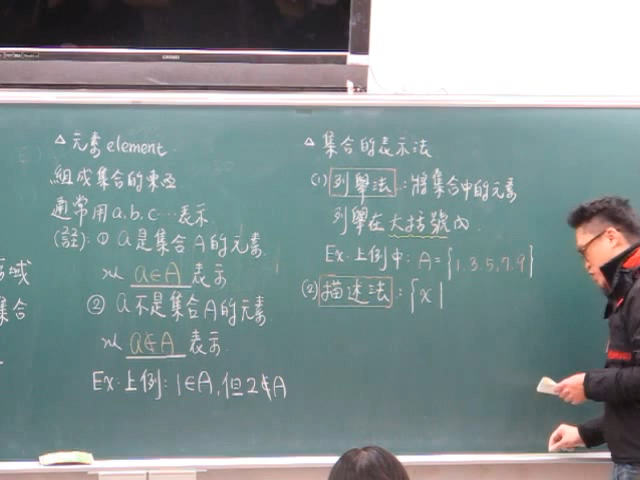 域
集合
△元素 element
組成集合的東西
通常用 a.b.c…表示
(註):① a是集合A的元素
以 a∈A 表示
② a不是集合A的元素
以 a∉A 表示.
Ex.上例:1∈A,但2∉A
△集合的表示法
(1)列舉法:將集合中的元素
列舉在大括號內.
Ex.上例中:A={1.3.5.7.9}
(2)描述法:{x|